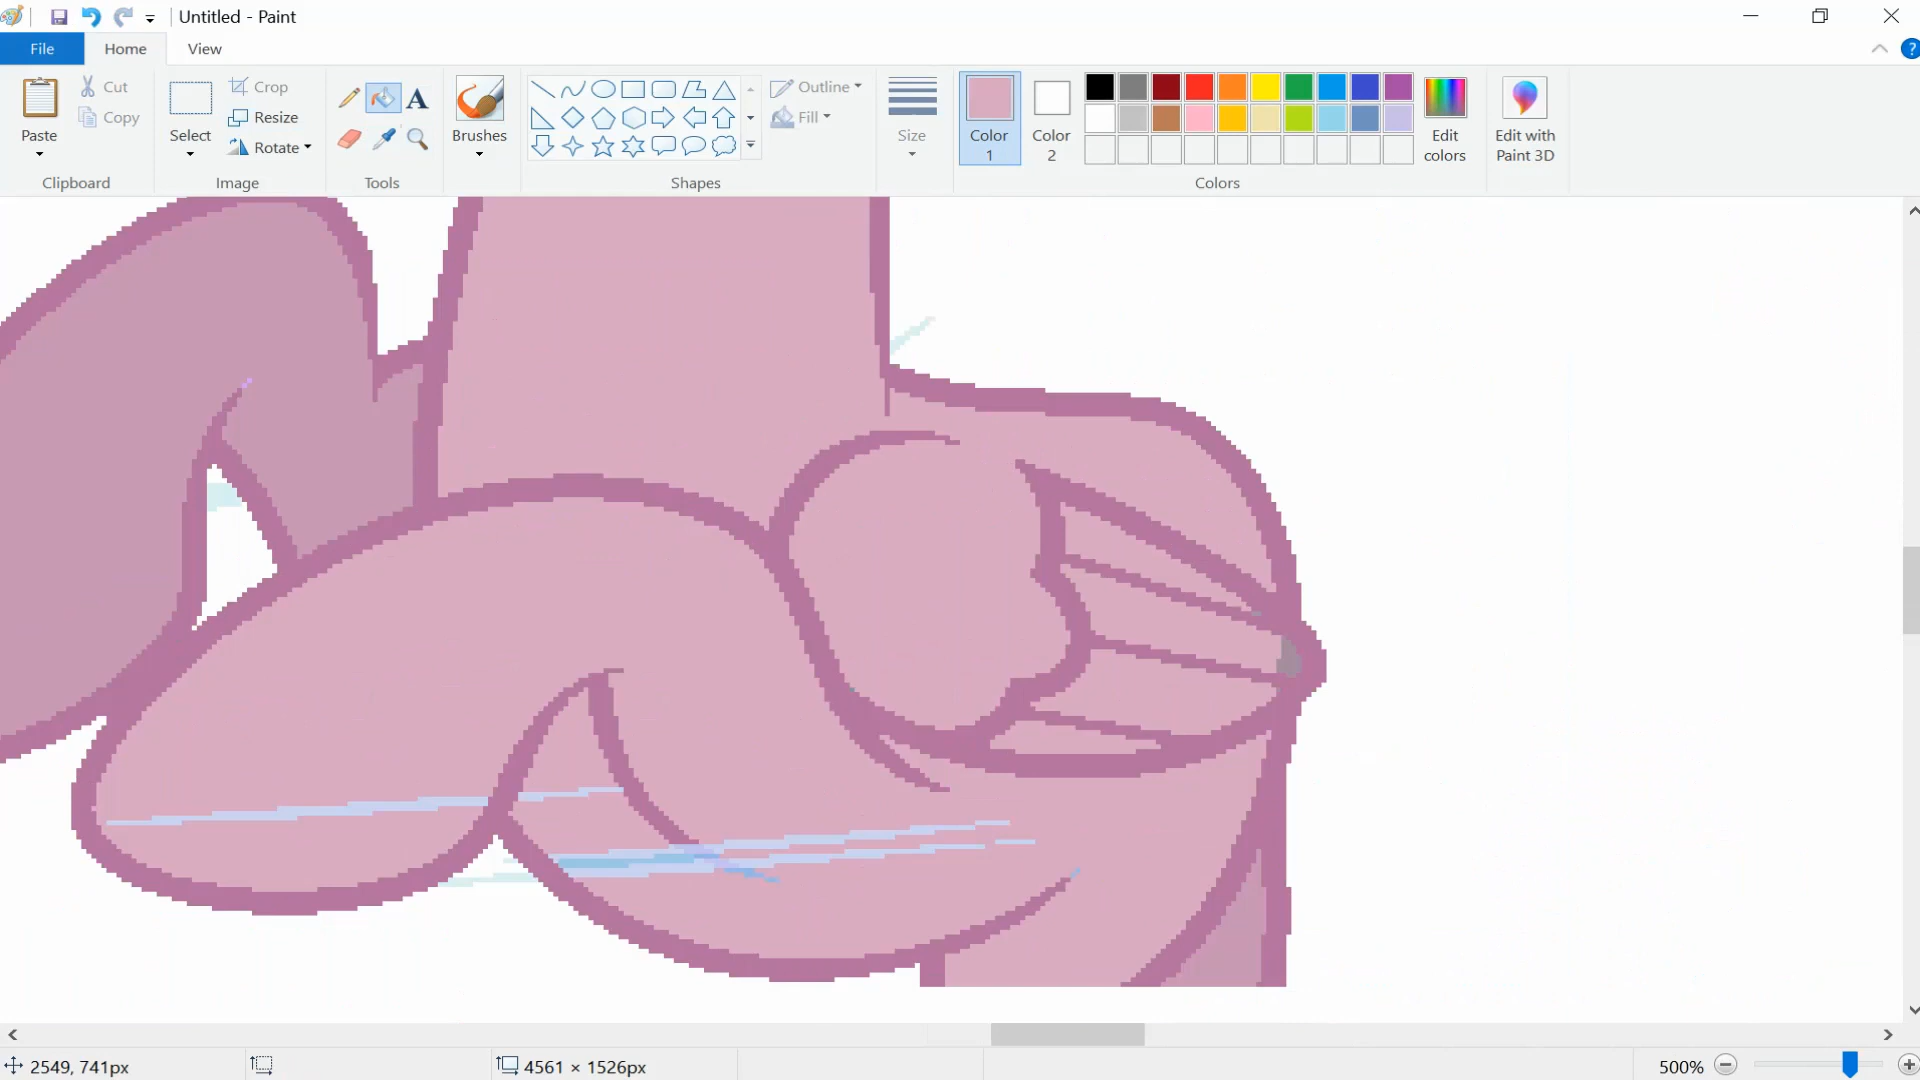 Untitled - Paint
File Home View
Paste
Cut
Copy
Clipboard
Select
Crop
Resize
Rotate
Image
A
Tools
Brushes
Shapes
Outline
Fill
Size
Color 1
Color 2
Colors
Edit colors
Edit with Paint 3D
?
2549, 741px
4561 × 1526px
500%